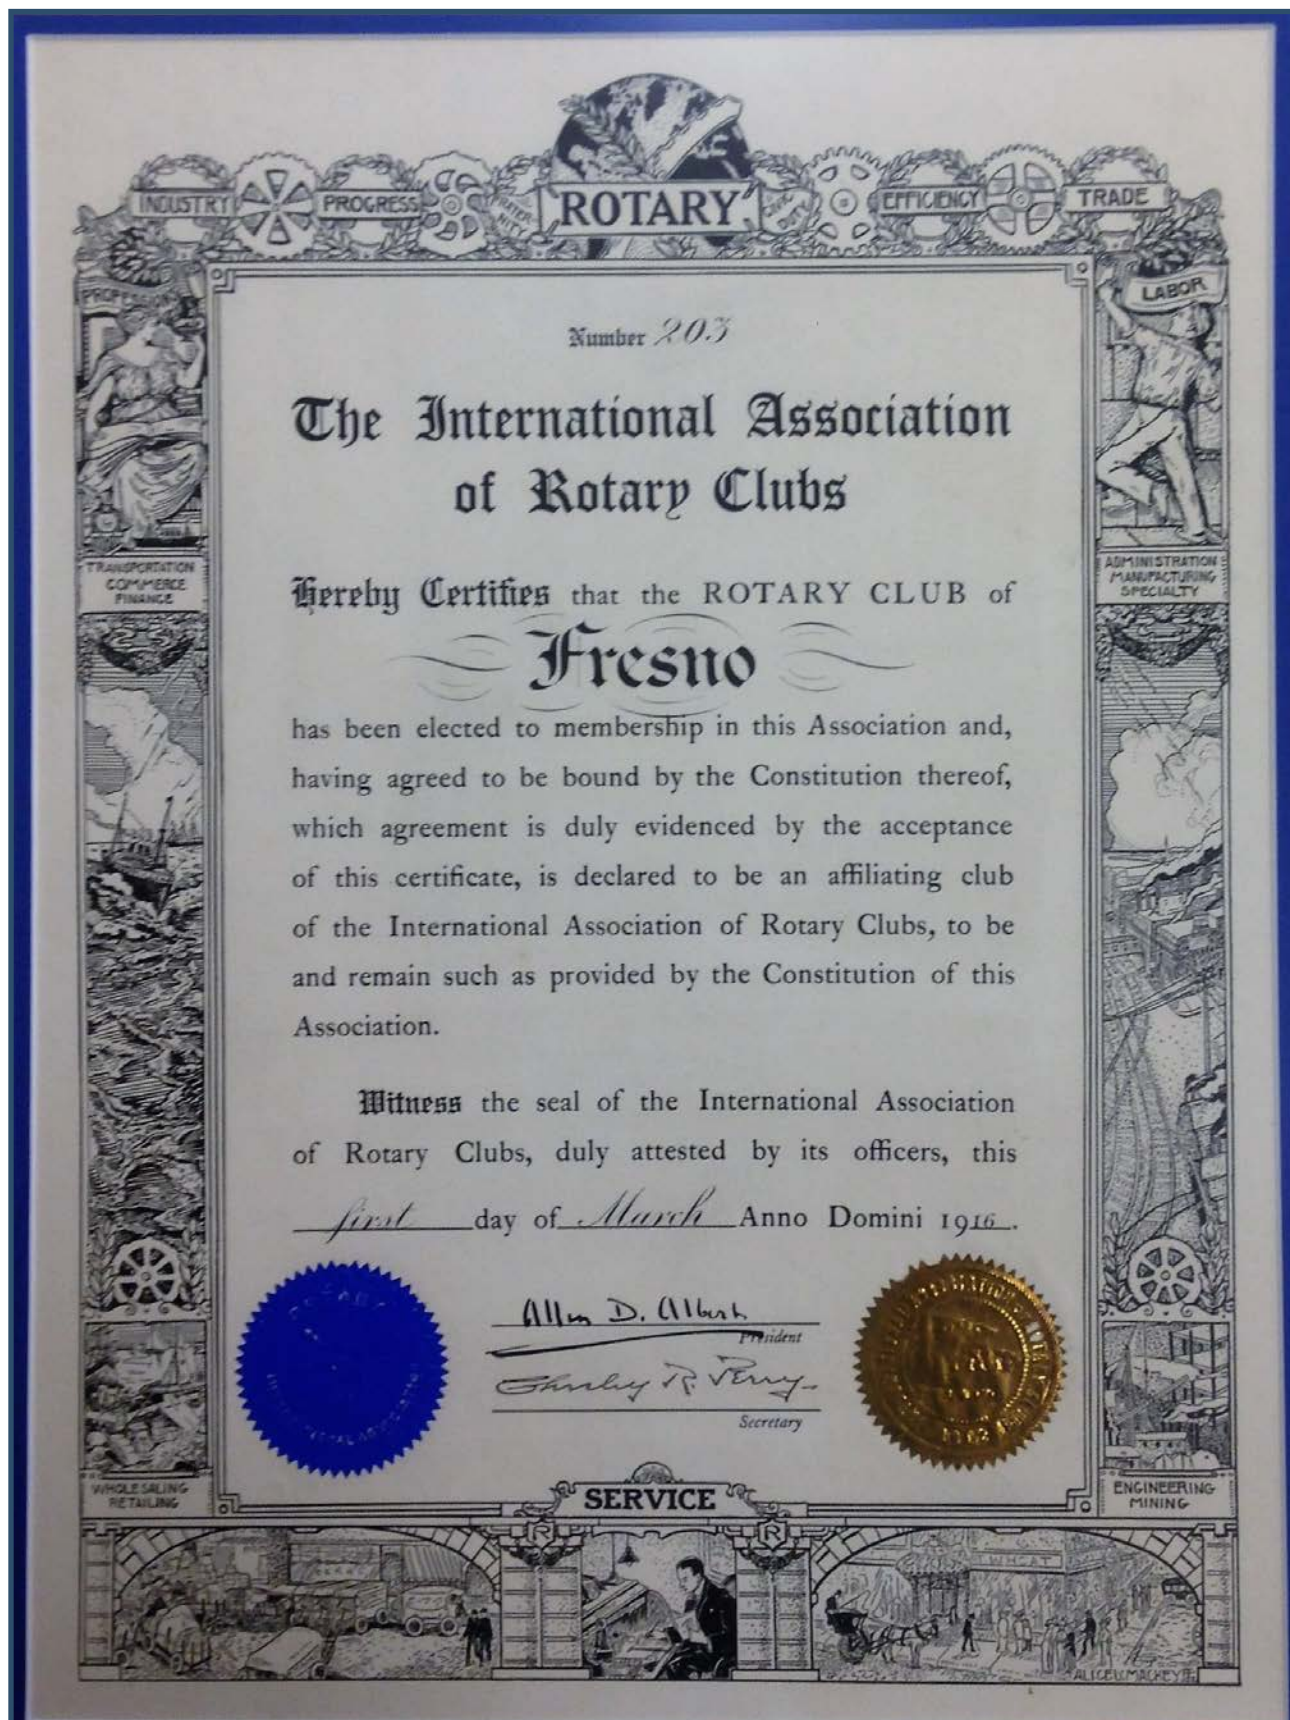 ROTARY
INDUSTRY
PROGRESS
FRATERNITY
EFFICIENCY
TRADE
PROFESSION
LABOR
Number 203
The International Association
of Rotary Clubs
TRANSPORTATION
COMMERCE
FINANCE
ADMINISTRATION
MANUFACTURING
SPECIALTY
Hereby Certifies that the ROTARY CLUB of
Fresno
has been elected to membership in this Association and,
having agreed to be bound by the Constitution thereof,
which agreement is duly evidenced by the acceptance
of this certificate, is declared to be an affiliating club
of the International Association of Rotary Clubs, to be
and remain such as provided by the Constitution of this
Association.
Witness the seal of the International Association
of Rotary Clubs, duly attested by its officers, this
first day of March Anno Domini 1916.
Allen D. Albert
President
Chesley R. Perry
Secretary
WHOLESALING
RETAILING
SERVICE
ENGINEERING
MINING
R
R
WHEAT
ALICE U. MACKEY